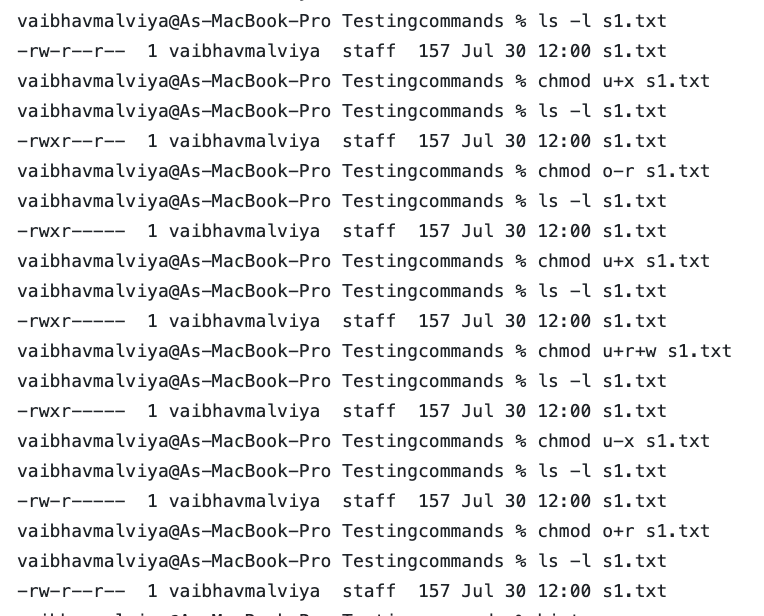 vaibhavmalviya@As-MacBook-Pro Testingcommands % ls -l s1.txt
-rw-r--r--  1 vaibhavmalviya  staff  157 Jul 30 12:00 s1.txt
vaibhavmalviya@As-MacBook-Pro Testingcommands % chmod u+x s1.txt
vaibhavmalviya@As-MacBook-Pro Testingcommands % ls -l s1.txt
-rwxr--r--  1 vaibhavmalviya  staff  157 Jul 30 12:00 s1.txt
vaibhavmalviya@As-MacBook-Pro Testingcommands % chmod o-r s1.txt
vaibhavmalviya@As-MacBook-Pro Testingcommands % ls -l s1.txt
-rwxr-----  1 vaibhavmalviya  staff  157 Jul 30 12:00 s1.txt
vaibhavmalviya@As-MacBook-Pro Testingcommands % chmod u+x s1.txt
vaibhavmalviya@As-MacBook-Pro Testingcommands % ls -l s1.txt
-rwxr-----  1 vaibhavmalviya  staff  157 Jul 30 12:00 s1.txt
vaibhavmalviya@As-MacBook-Pro Testingcommands % chmod u+r+w s1.txt
vaibhavmalviya@As-MacBook-Pro Testingcommands % ls -l s1.txt
-rwxr-----  1 vaibhavmalviya  staff  157 Jul 30 12:00 s1.txt
vaibhavmalviya@As-MacBook-Pro Testingcommands % chmod u-x s1.txt
vaibhavmalviya@As-MacBook-Pro Testingcommands % ls -l s1.txt
-rw-r-----  1 vaibhavmalviya  staff  157 Jul 30 12:00 s1.txt
vaibhavmalviya@As-MacBook-Pro Testingcommands % chmod o+r s1.txt
vaibhavmalviya@As-MacBook-Pro Testingcommands % ls -l s1.txt
-rw-r--r--  1 vaibhavmalviya  staff  157 Jul 30 12:00 s1.txt